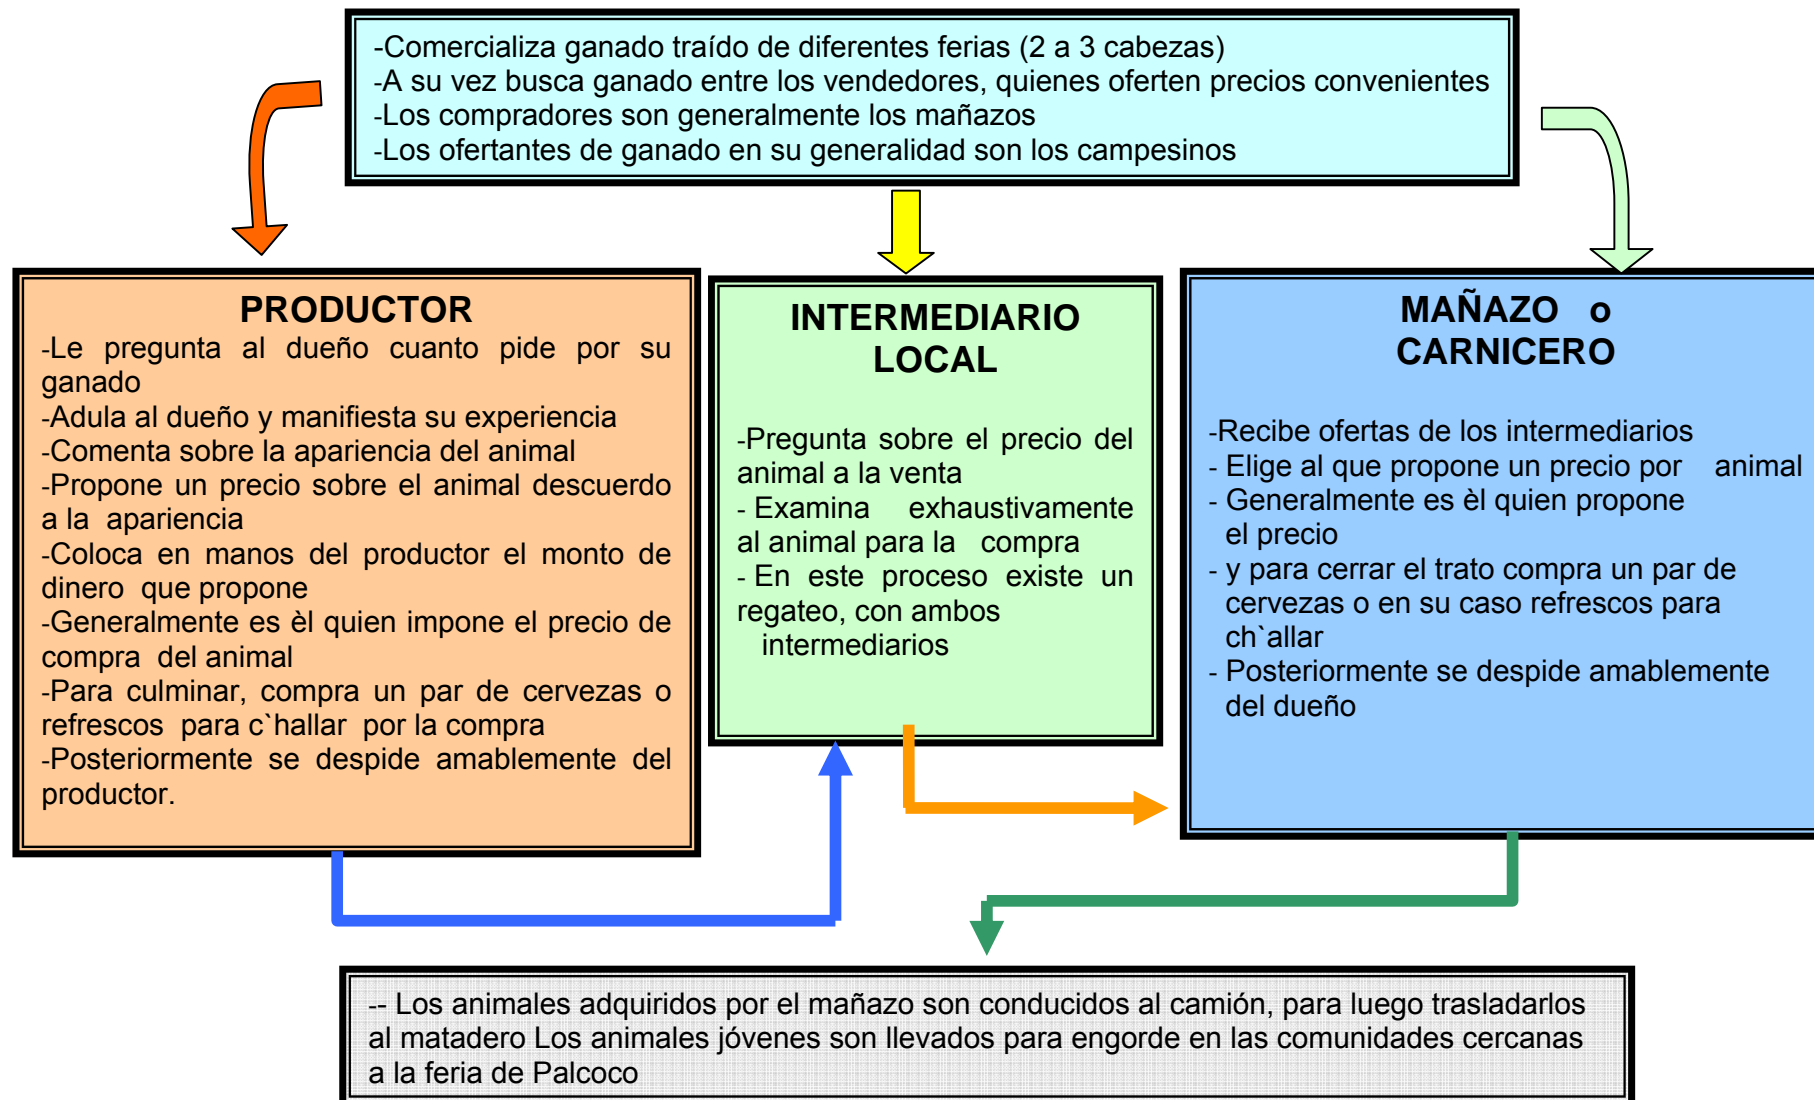 -Comercializa ganado traído de diferentes ferias (2 a 3 cabezas)
-A su vez busca ganado entre los vendedores, quienes oferten precios convenientes
-Los compradores son generalmente los mañazos
-Los ofertantes de ganado en su generalidad son los campesinos
PRODUCTOR
-Le pregunta al dueño cuanto pide por su
ganado
-Adula al dueño y manifiesta su experiencia
-Comenta sobre la apariencia del animal
-Propone un precio sobre el animal descuerdo
a la apariencia
-Coloca en manos del productor el monto de
dinero que propone
-Generalmente es èl quien impone el precio de
compra del animal
-Para culminar, compra un par de cervezas o
refrescos para c`hallar por la compra
-Posteriormente se despide amablemente del
productor.
INTERMEDIARIO
LOCAL
-Pregunta sobre el precio del
animal a la venta
- Examina exhaustivamente
al animal para la compra
- En este proceso existe un
regateo, con ambos
intermediarios
MAÑAZO o
CARNICERO
-Recibe ofertas de los intermediarios
- Elige al que propone un precio por animal
- Generalmente es èl quien propone
el precio
- y para cerrar el trato compra un par de
cervezas o en su caso refrescos para
ch`allar
- Posteriormente se despide amablemente
del dueño
-- Los animales adquiridos por el mañazo son conducidos al camión, para luego trasladarlos
al matadero Los animales jóvenes son llevados para engorde en las comunidades cercanas
a la feria de Palcoco